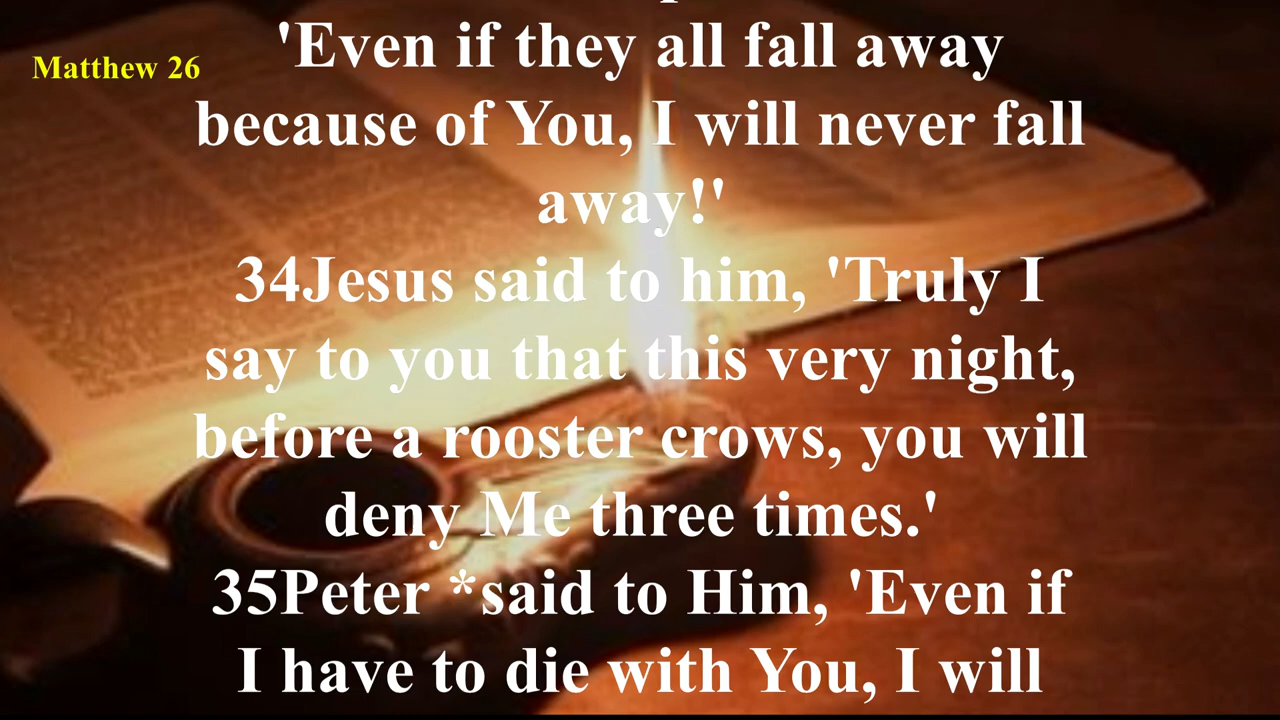 Matthew 26
'Even if they all fall away
because of You, I will never fall
away!'
34Jesus said to him, 'Truly I
say to you that this very night,
before a rooster crows, you will
deny Me three times.'
35Peter *said to Him, 'Even if
I have to die with You, I will